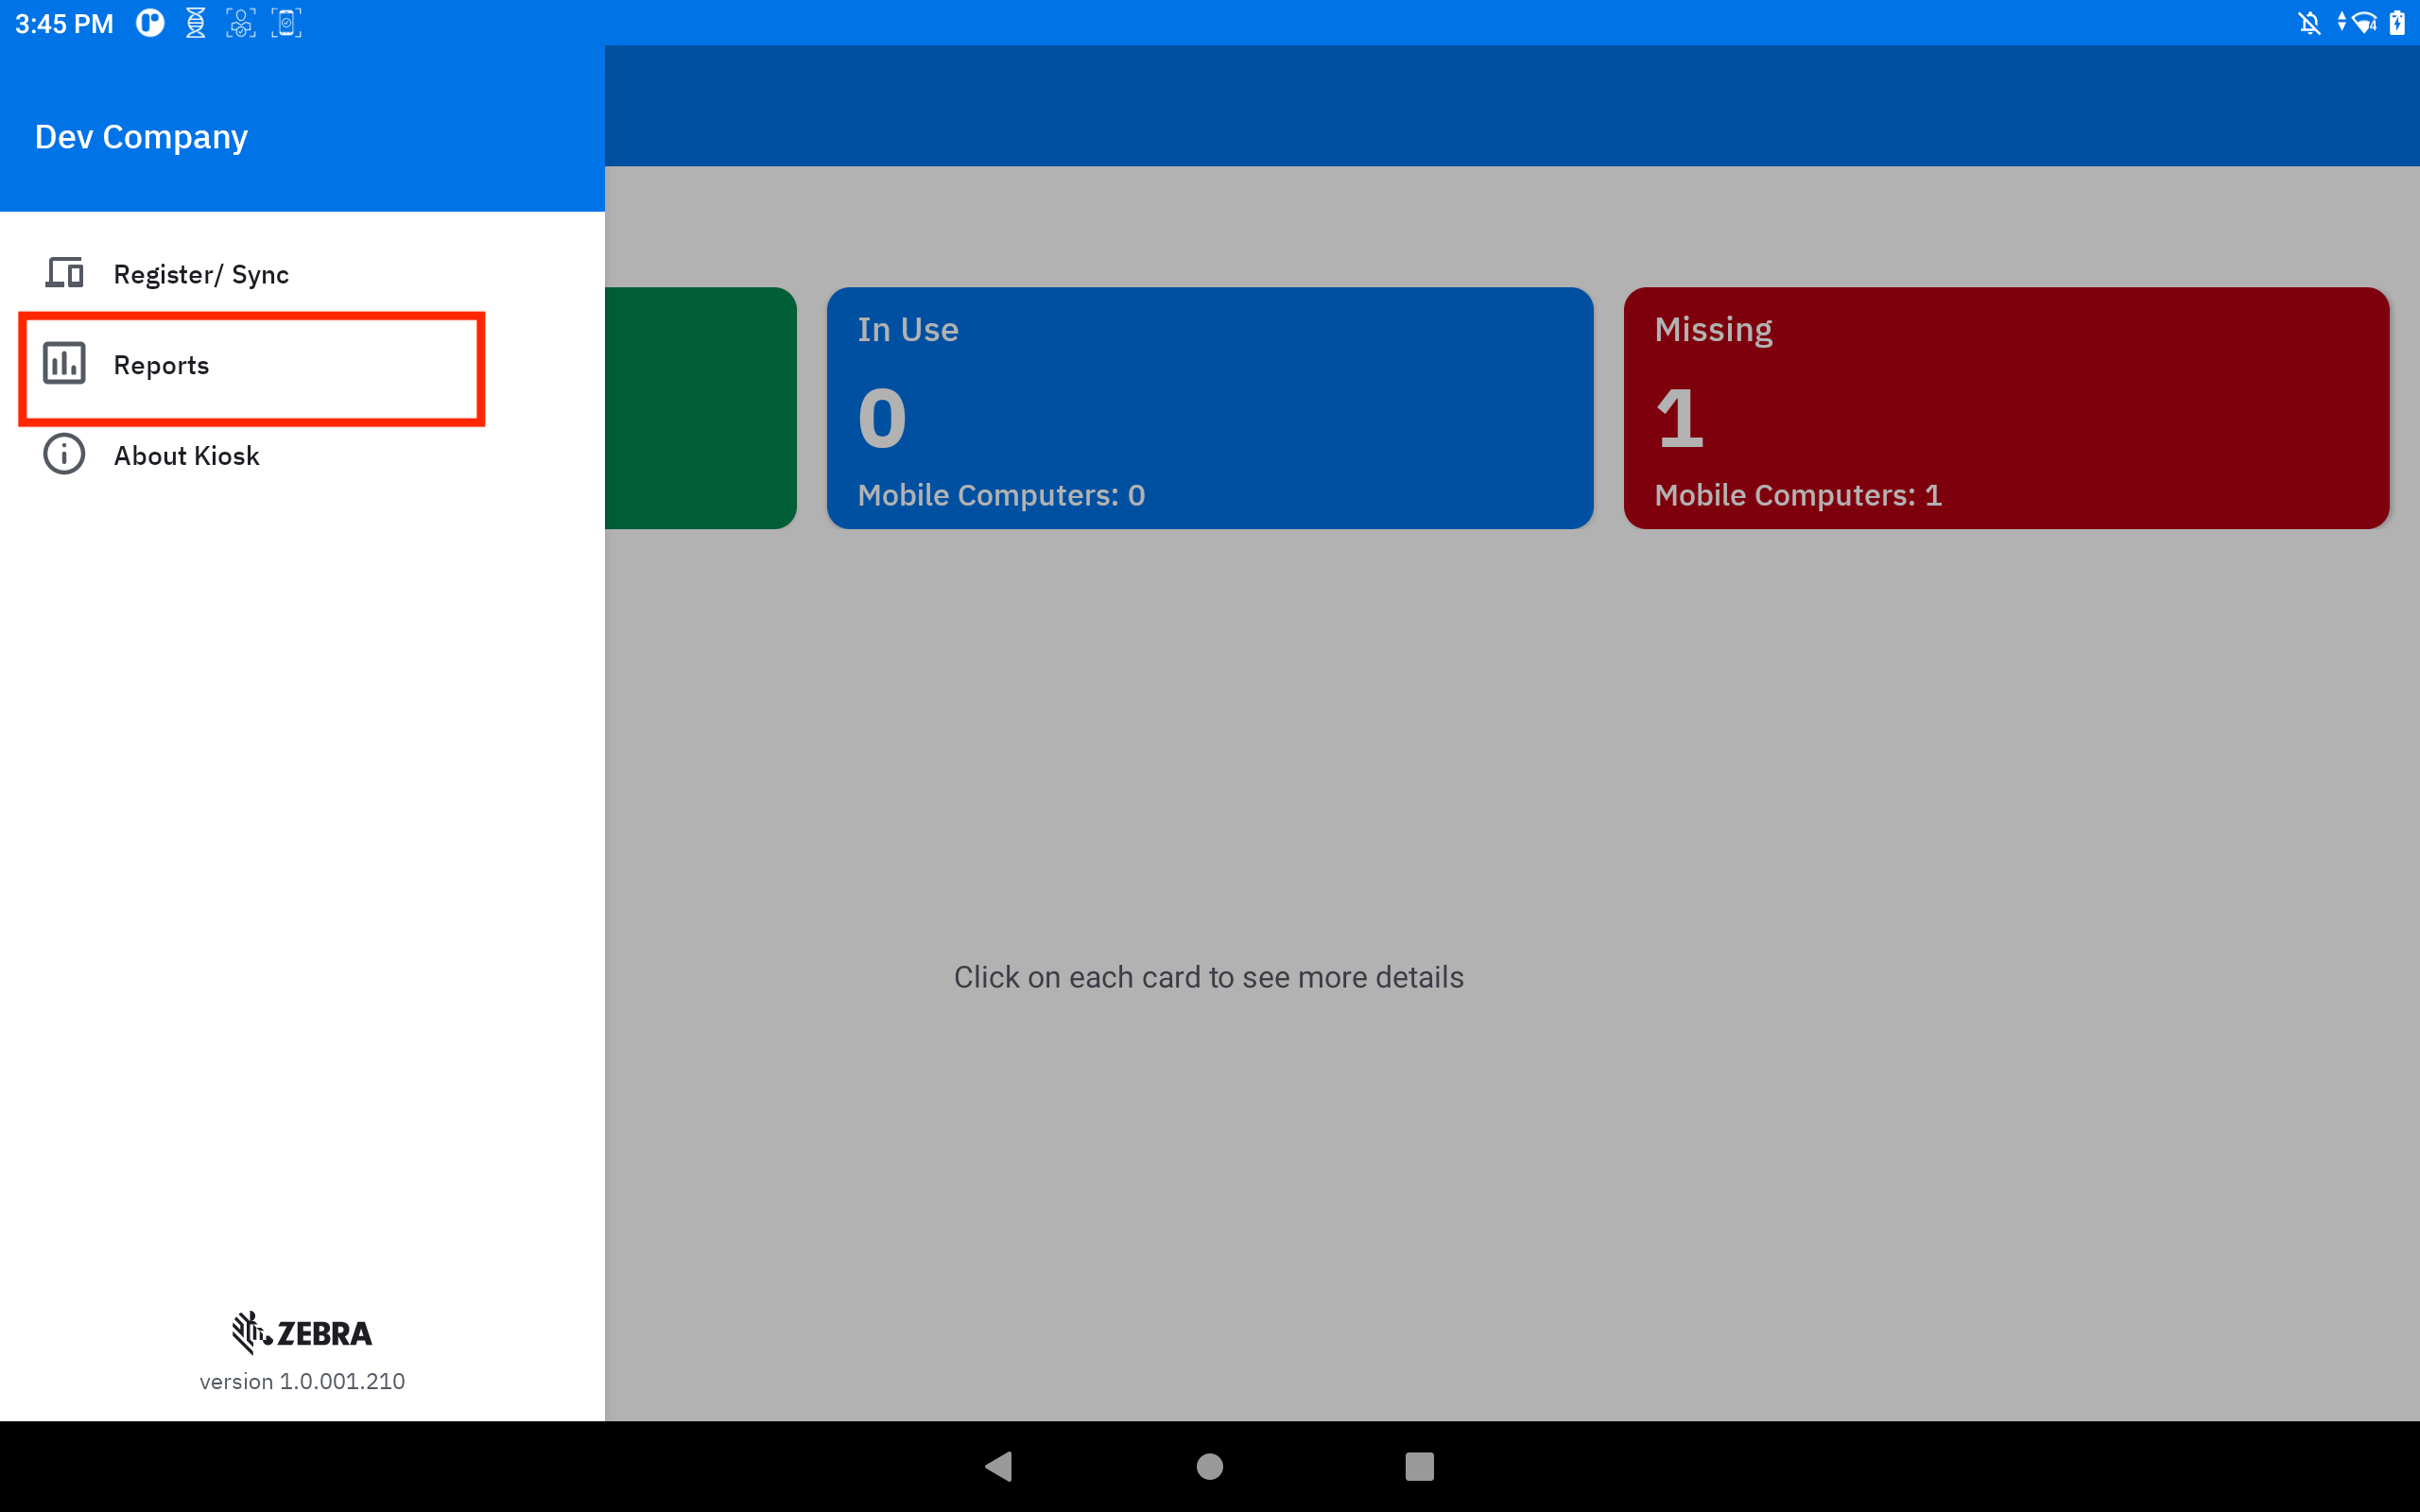 3:45 PM
Dev Company
Register/ Sync
Reports
About Kiosk
In Use
0
Mobile Computers: 0
Missing
1
Mobile Computers: 1
Click on each card to see more details
ZEBRA
version 1.0.001.210